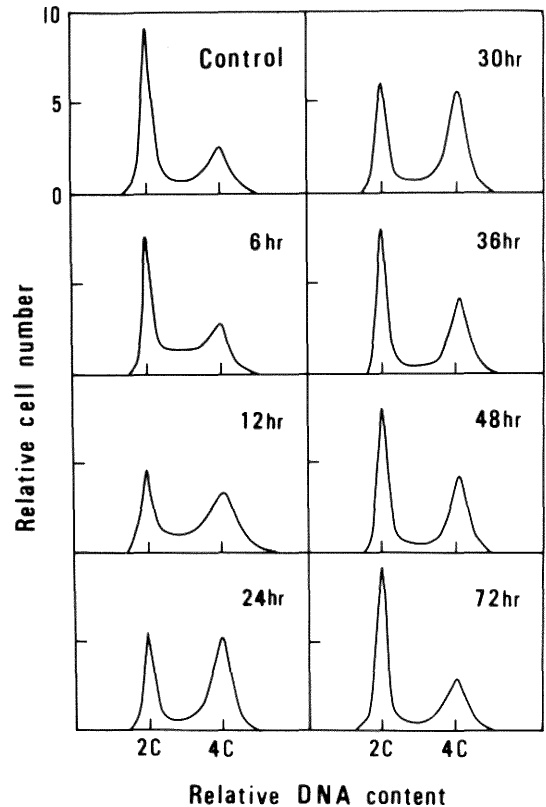 10
5
0
Control
30hr
6hr
36hr
12hr
48hr
24hr
72hr
2C 4C 2C 4C
Relative cell number
Relative DNA content